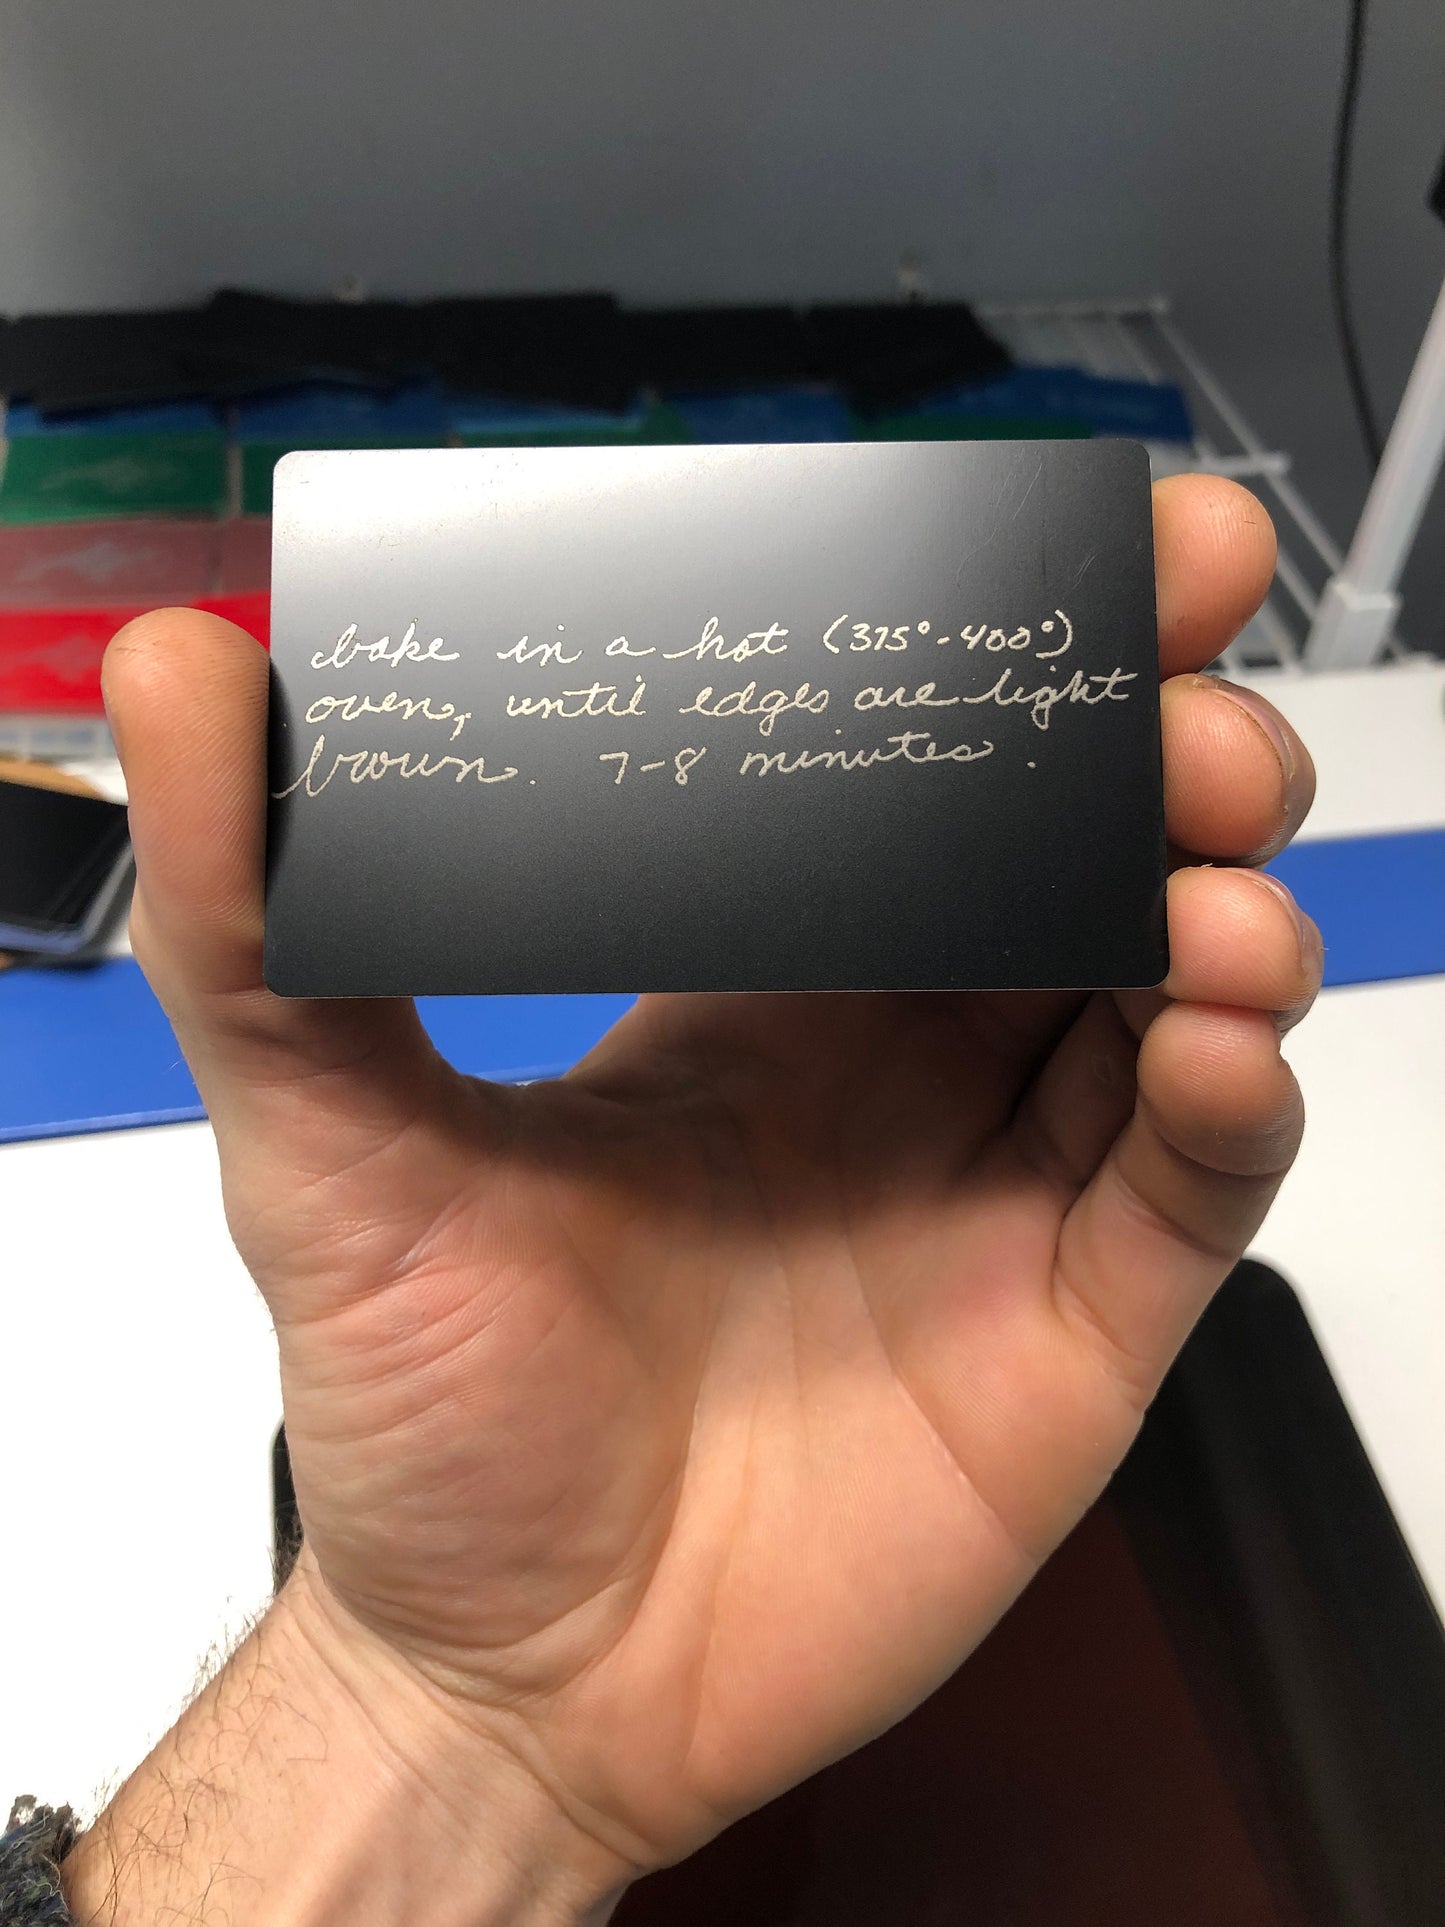 bake in a hot (375°-400°)
oven, until edges are light
brown. 7-8 minutes.